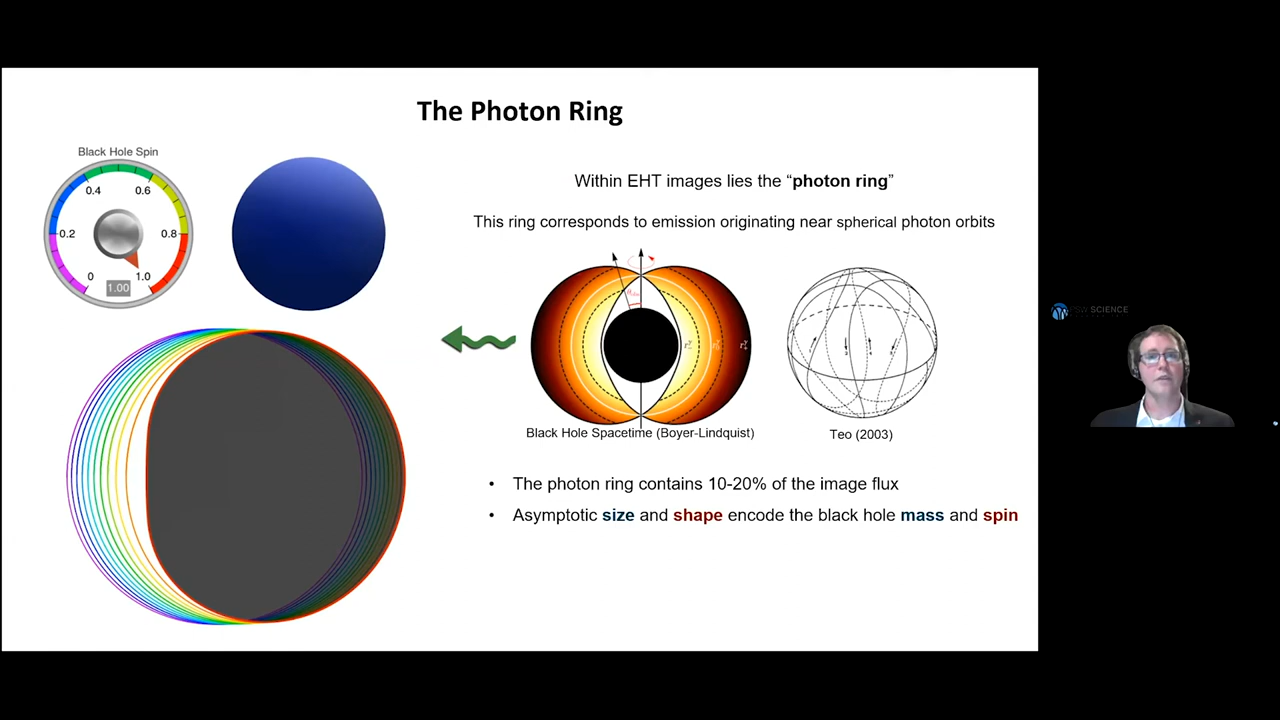 The Photon Ring
Black Hole Spin
0.4
0.6
0.2
0.8
0
1.0
1.00
Within EHT images lies the “photon ring”
This ring corresponds to emission originating near spherical photon orbits
Black Hole Spacetime (Boyer-Lindquist)
Teo (2003)
• The photon ring contains 10-20% of the image flux
• Asymptotic size and shape encode the black hole mass and spin
SCIENCE